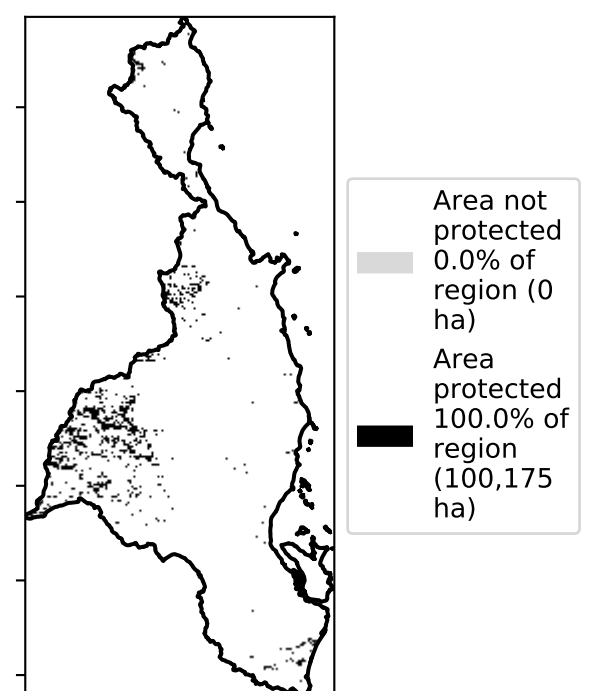 Area not
protected
0.0% of
region (0
ha)
Area
protected
100.0% of
region
(100,175
ha)